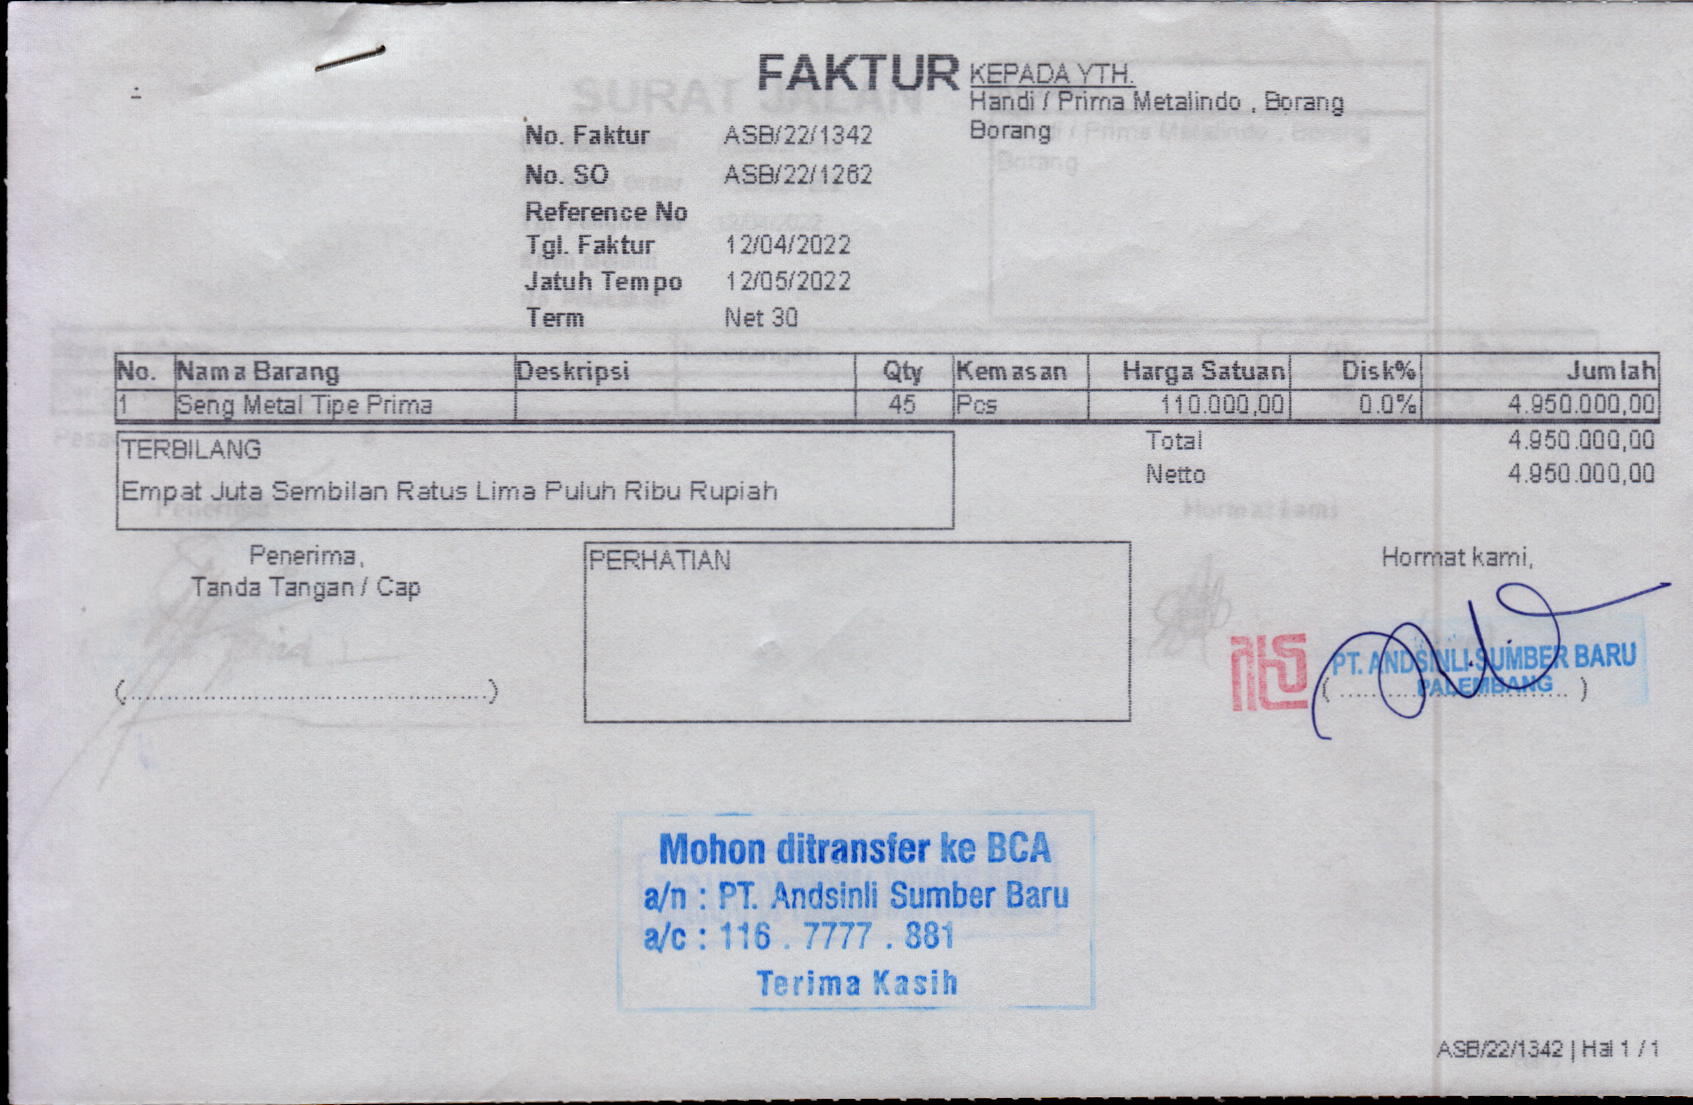 FAKTUR
KEPADA YTH.
Handi / Prima Metalindo , Borang
Borang
No. Faktur ASB/22/1342
No. SO ASB/22/1262
Reference No
Tgl. Faktur 12/04/2022
Jatuh Tempo 12/05/2022
Term Net 30
No. Nama Barang Deskripsi Qty Kemasan Harga Satuan Disk% Jumlah
1 Seng Metal Tipe Prima 45 Pcs 110.000,00 0.0% 4.950.000,00
Total 4.950.000,00
Netto 4.950.000,00
TERBILANG
Empat Juta Sembilan Ratus Lima Puluh Ribu Rupiah
Penerima,
Tanda Tangan / Cap
(................................................)
PERHATIAN
Hormat kami,
PT. ANDSINLI SUMBER BARU
PALEMBANG
Mohon ditransfer ke BCA
a/n : PT. Andsinli Sumber Baru
a/c : 116 . 7777 . 881
Terima Kasih
ASB/22/1342 | Hal 1 / 1